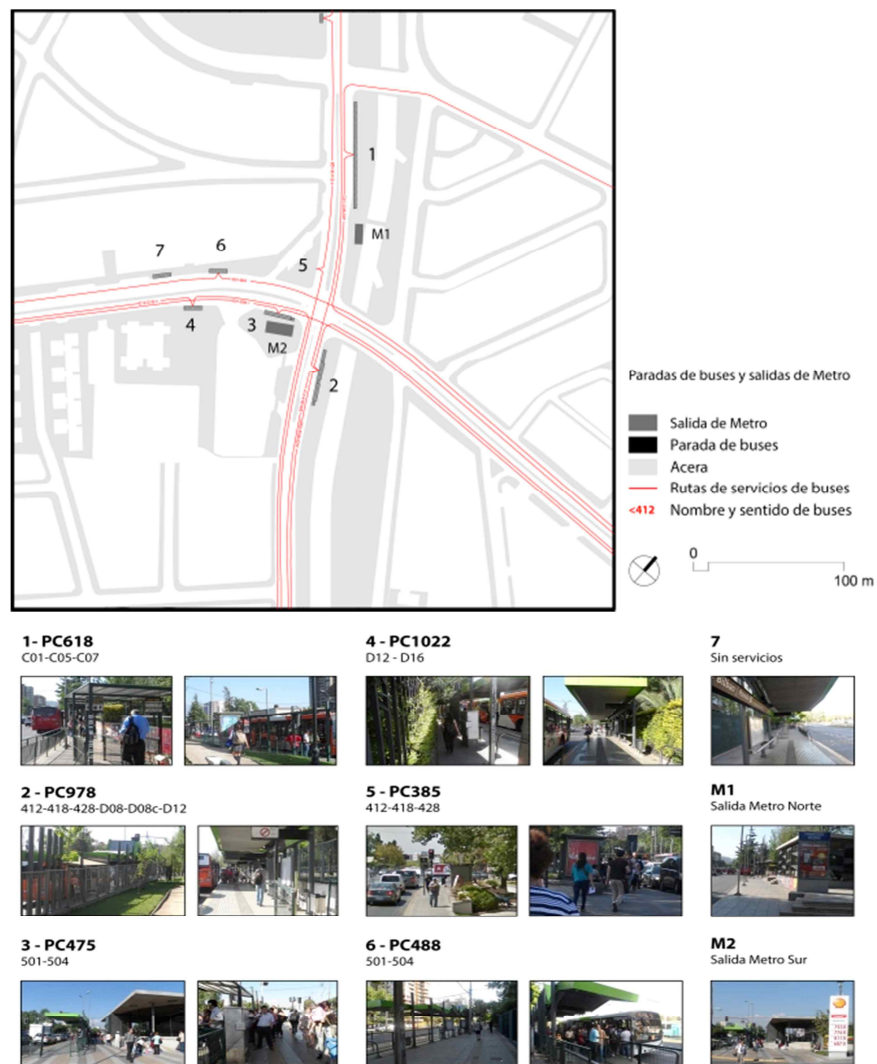 1
M1
7
6
5
4
3
M2
2
Paradas de buses y salidas de Metro
Salida de Metro
Parada de buses
Acera
Rutas de servicios de buses
<412 Nombre y sentido de buses
0
100 m
1- PC618
C01-C05-C07
4 - PC1022
D12 - D16
7
Sin servicios
2 - PC978
412-418-428-D08-D08c-D12
5 - PC385
412-418-428
M1
Salida Metro Norte
3 - PC475
501-504
6 - PC488
501-504
M2
Salida Metro Sur